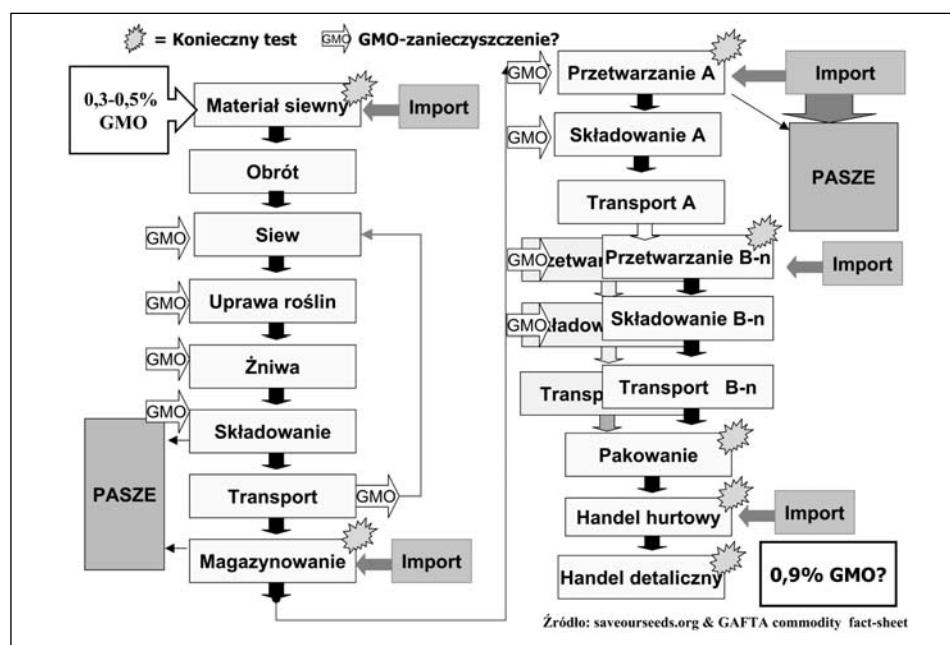 = Konieczny test
GMO
GMO-zanieczyszczenie?
0,3-0,5%
GMO
Materiał siewny
Import
Obrót
GMO
Siew
GMO
Uprawa roślin
GMO
Żniwa
GMO
Składowanie
PASZE
Transport
GMO
Magazynowanie
Import
GMO
Przetwarzanie A
Import
GMO
Składowanie A
PASZE
Transport A
GMO
Przetwarzanie B-n
Import
GMO
Składowanie B-n
Transp
Transport B-n
Pakowanie
Handel hurtowy
Import
Handel detaliczny
0,9% GMO?
Źródło: saveourseeds.org & GAFTA commodity fact-sheet